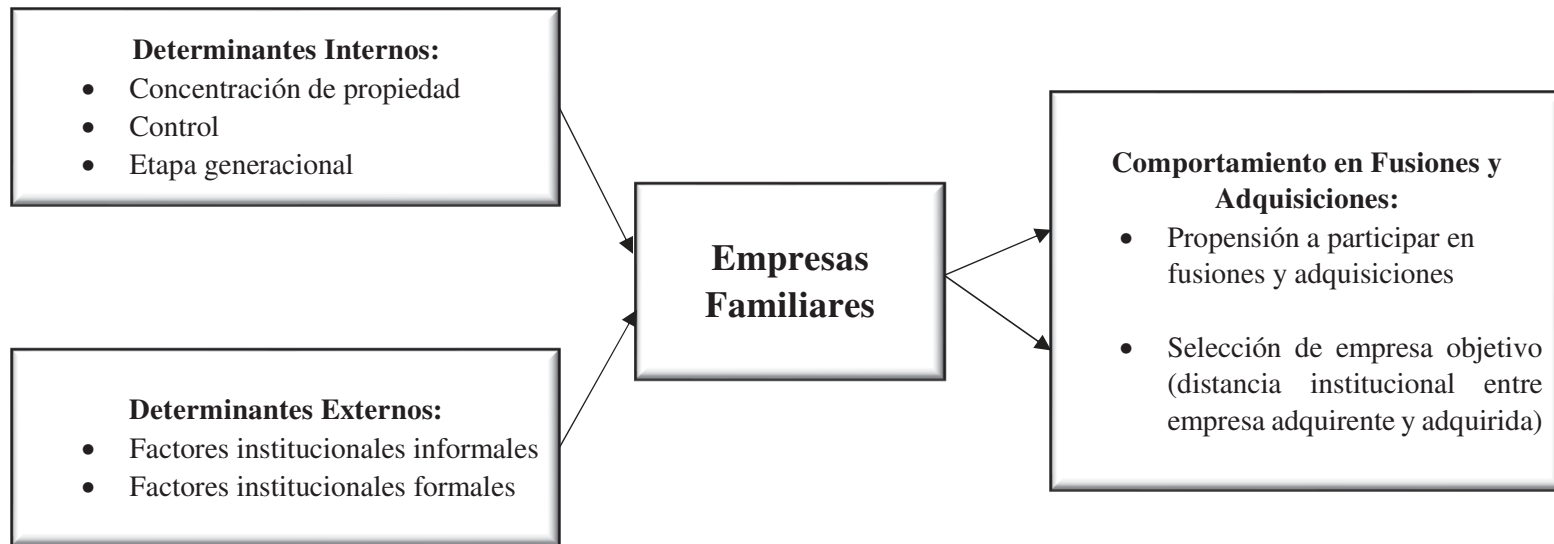 Determinantes Internos:
• Concentración de propiedad
• Control
• Etapa generacional
Determinantes Externos:
• Factores institucionales informales
• Factores institucionales formales
Empresas
Familiares
Comportamiento en Fusiones y
Adquisiciones:
• Propensión a participar en
fusiones y adquisiciones
• Selección de empresa objetivo
(distancia institucional entre
empresa adquirente y adquirida)